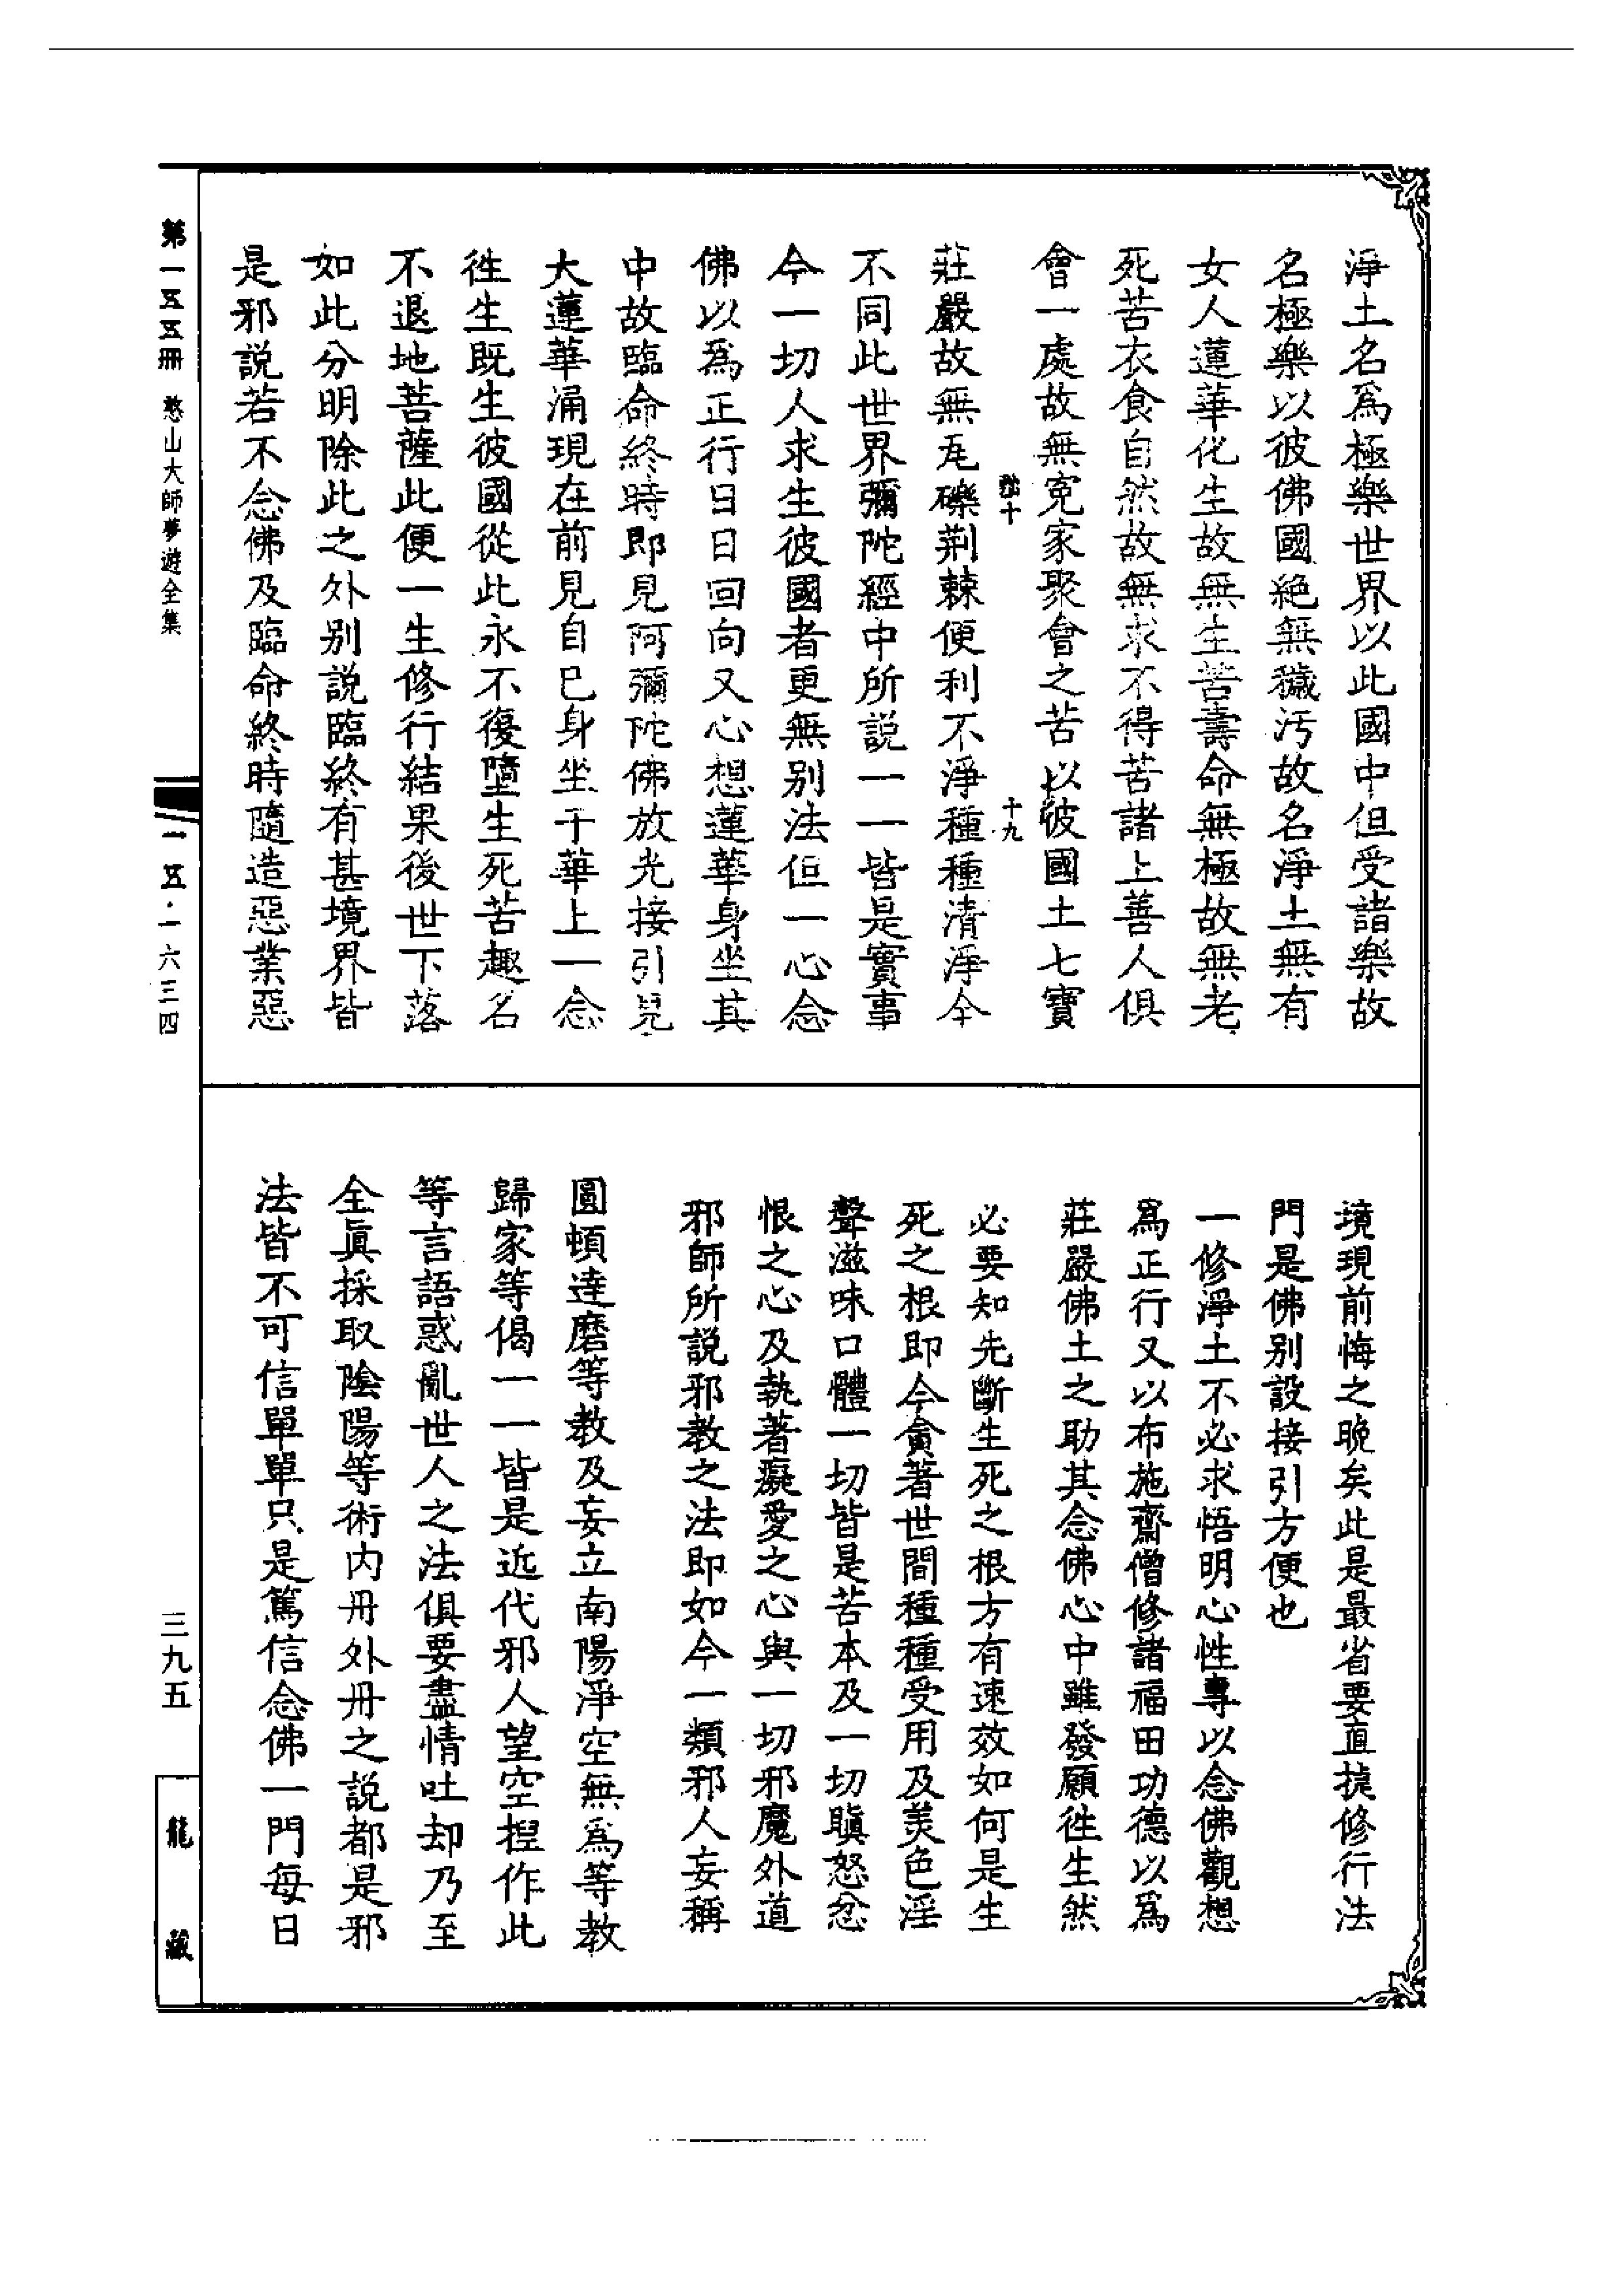 淨土名爲極樂世界以此國中但受諸樂故
名極樂以彼佛國絕無穢汚故名淨土無有
女人蓮華化生故無生苦壽命無極故無老
死苦衣食自然故無求不得苦諸上善人俱
會一處故無冤家聚會之苦以彼國土七寶
十 十九
莊嚴故無瓦礫荆棘便利不淨種種清淨全
不同此世界彌陀經中所説一一皆是實事
今一切人求生彼國者更無别法但一心念
佛以爲正行日日回向又心想蓮華身坐其
中故臨命終時即見阿彌陀佛放光接引見
大蓮華涌現在前見自巳身坐于華上一念
徃生既生彼國從此永不復墮生死苦趣名
不退地菩薩此便一生修行結果後世下落
如此分明除此之外别説臨終有甚境界皆
是邪説若不念佛及臨命終時隨造惡業惡
境現前悔之晚矣此是最省要直捷修行法
門是佛别設接引方便也
一修淨土不必求悟明心性專以念佛觀想
爲正行又以布施齋僧修諸福田功德以爲
莊嚴佛土之助其念佛心中雖發願徃生然
必要知先斷生死之根方有速效如何是生
死之根即今貪著世間種種受用及美色淫
聲滋味口體一切皆是苦本及一切瞋怒忿
恨之心及執著癡愛之心與一切邪魔外道
邪師所説邪教之法即如今一類邪人妄稱
圓頓達磨等教及妄立南陽淨空無爲等教
歸家等偈一一皆是近代邪人望空揑作此
等言語惑亂世人之法俱要盡情吐却乃至
全眞採取陰陽等術内丹外丹之説都是邪
法皆不可信單單只是篤信念佛一門每日
第一五五冊 憨山大師夢遊全集
一五·一六三四
三九五
龍藏